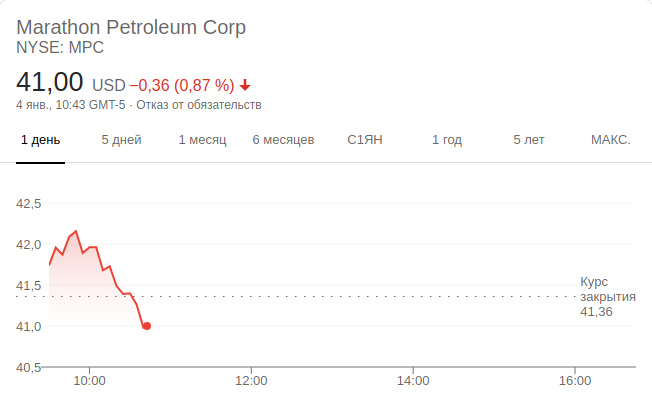 Marathon Petroleum Corp
NYSE: MPC
41,00 USD −0,36 (0,87 %)
4 янв., 10:43 GMT-5 · Отказ от обязательств
1 день 5 дней 1 месяц 6 месяцев С1ЯН 1 год 5 лет МАКС.
42,5
42,0
41,5
41,0
40,5
Курс
закрытия
41,36
10:00 12:00 14:00 16:00